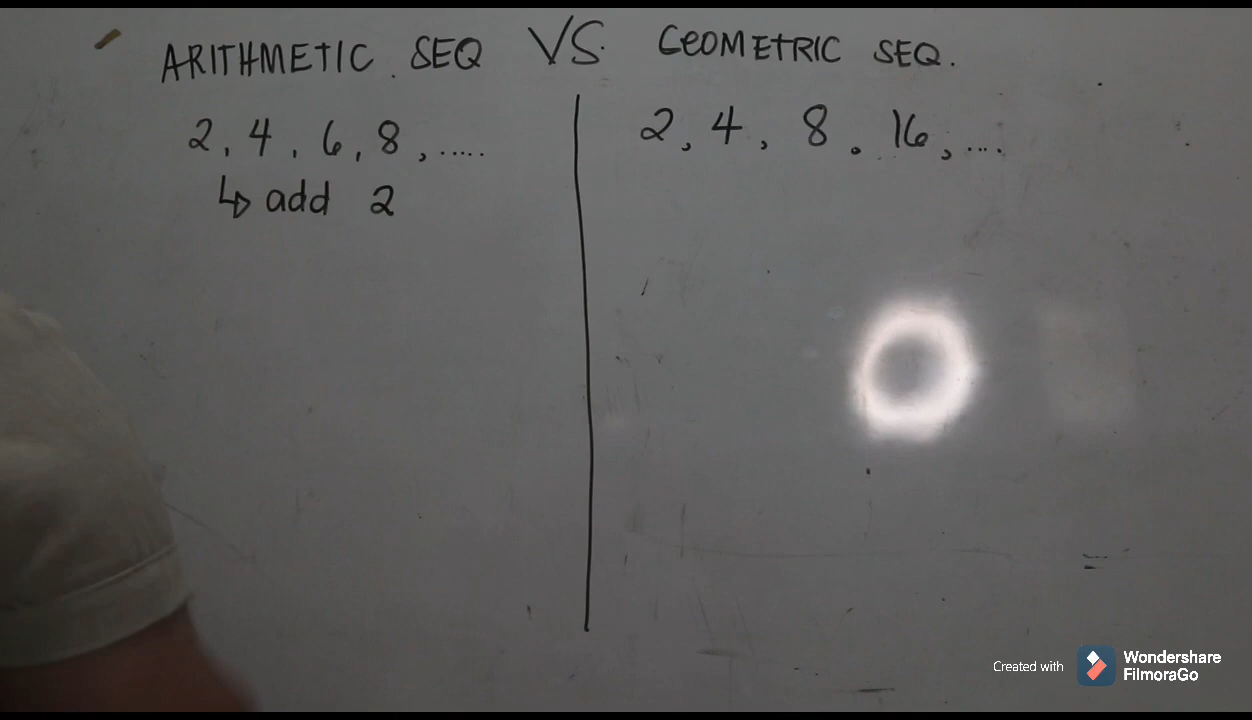 ARITHMETIC SEQ VS. GEOMETRIC SEQ.
2, 4, 6, 8, .....
↳ add 2
2, 4, 8, 16, ....
Created with Wondershare FilmoraGo